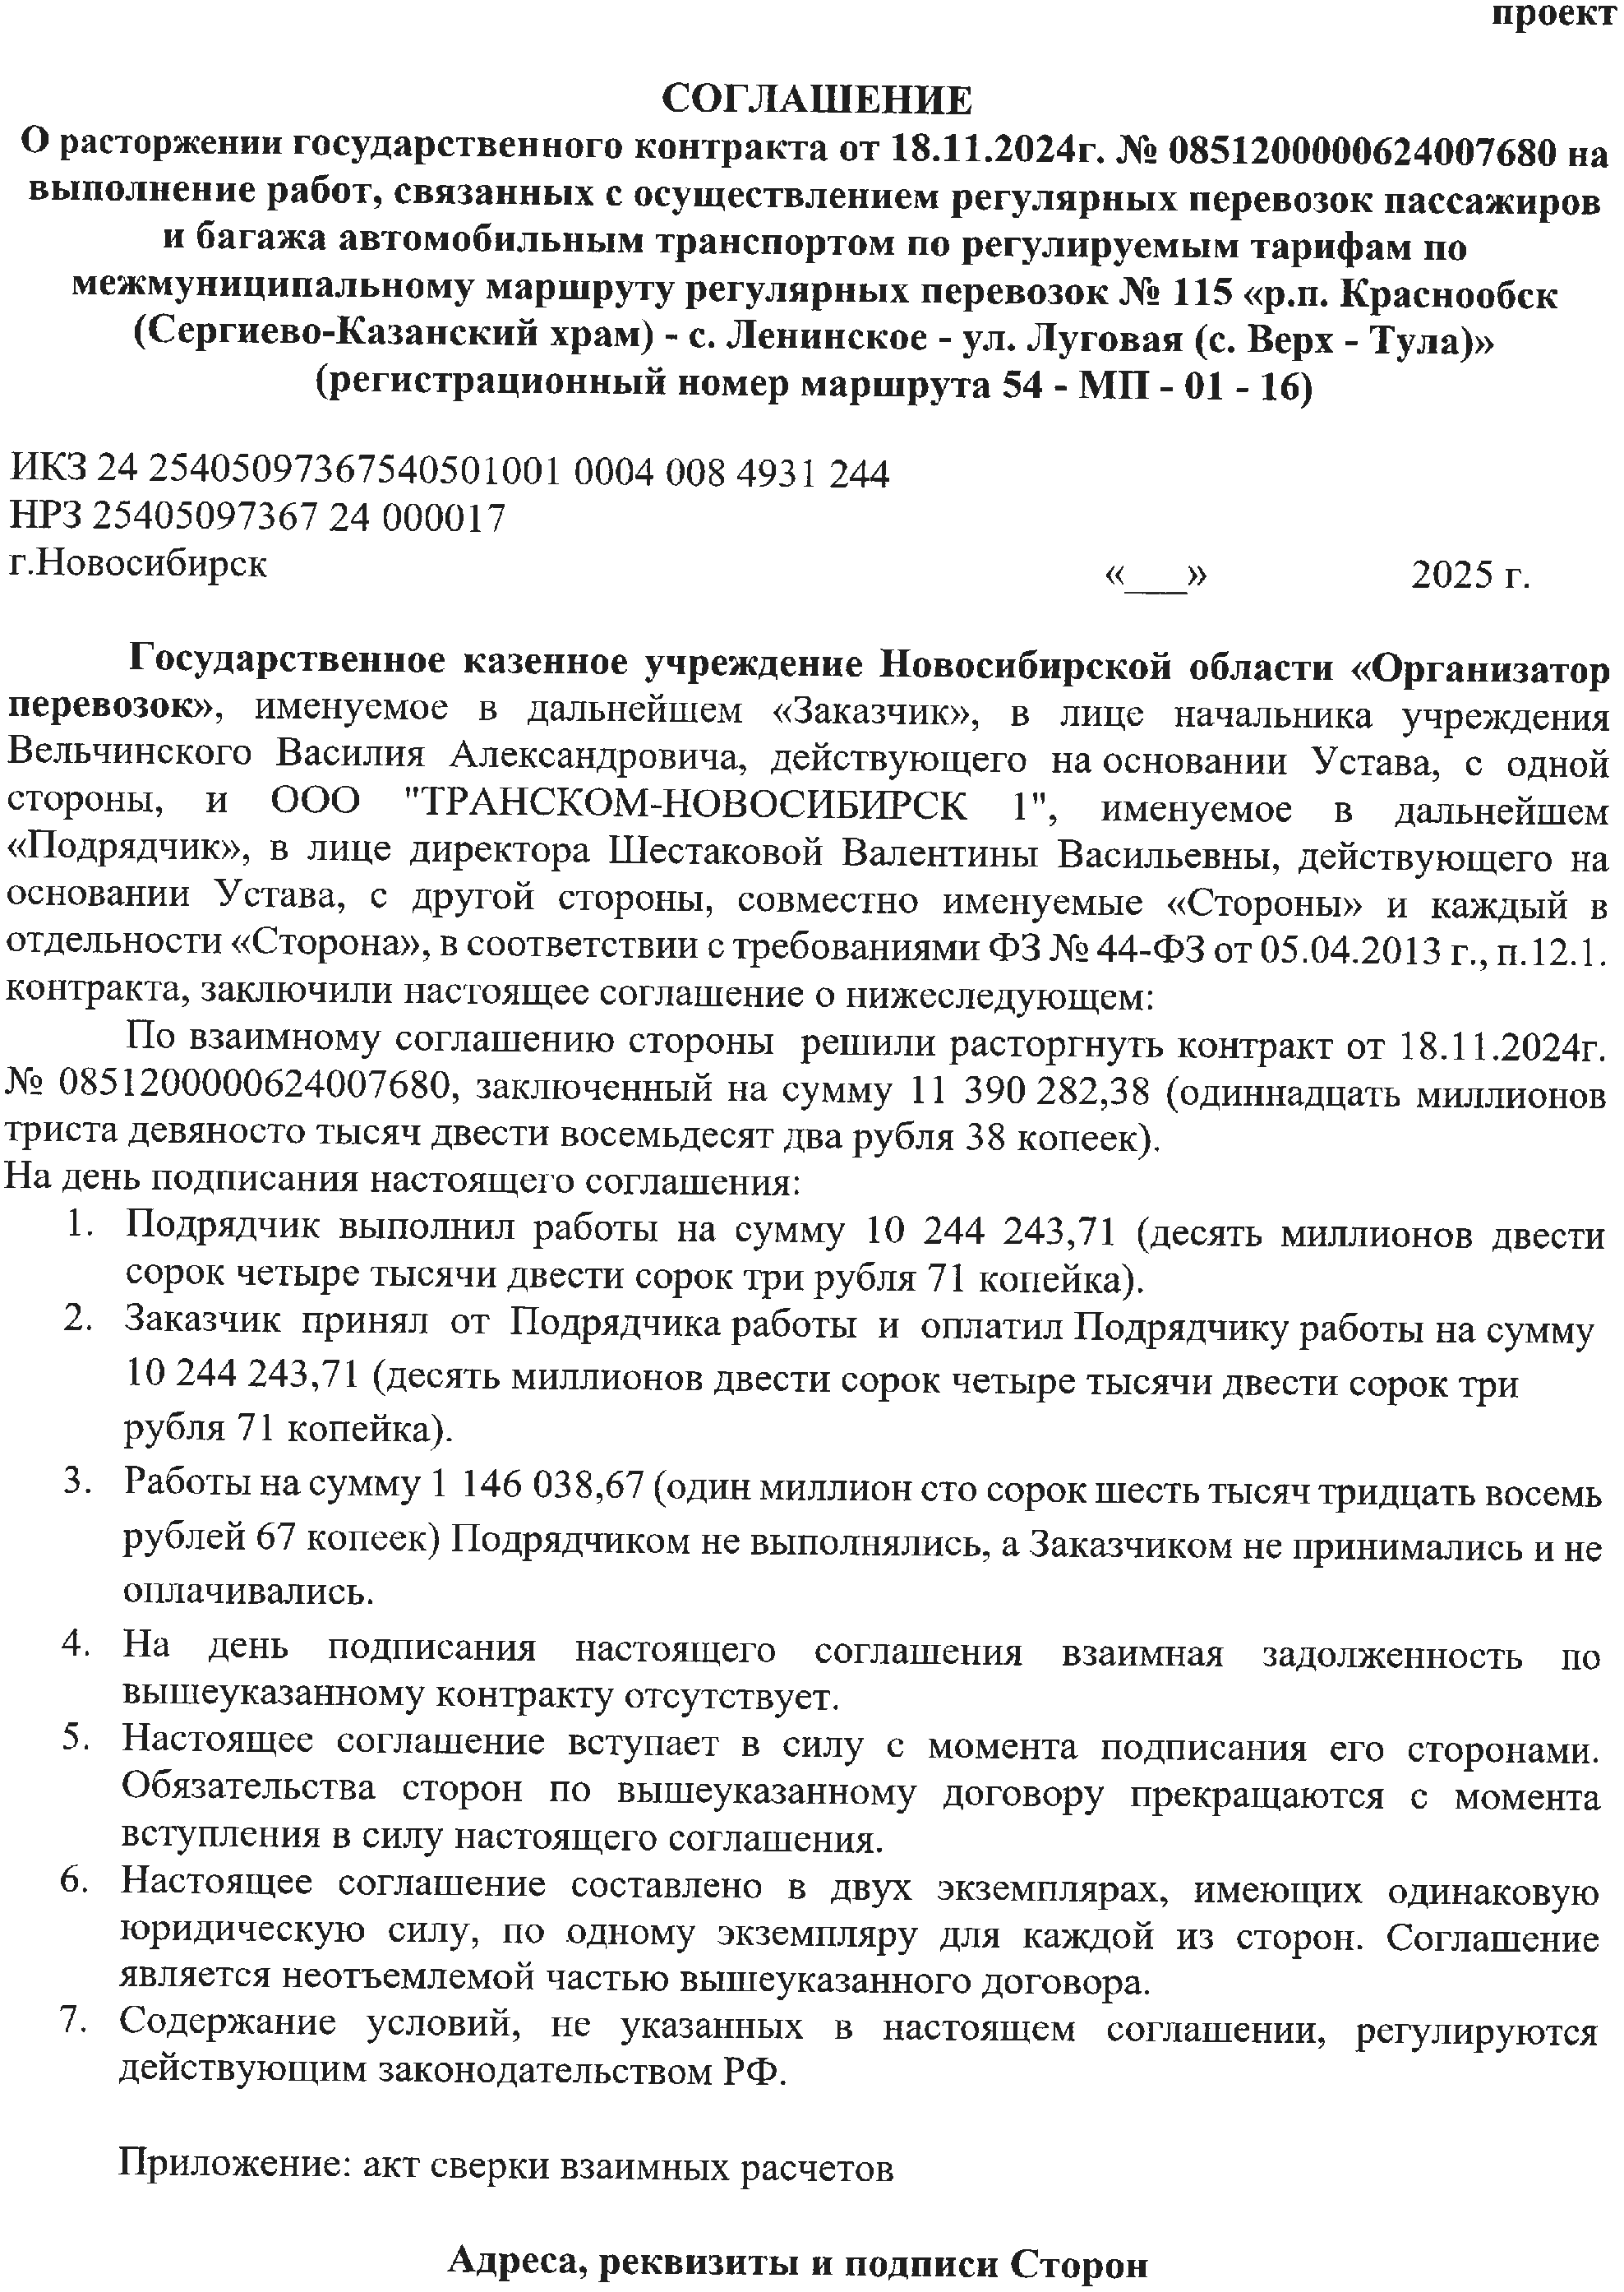 проект
СОГЛАШЕНИЕ
О расторжении государственного контракта от 18.11.2024г. № 0851200000624007680 на
выполнение работ, связанных с осуществлением регулярных перевозок пассажиров
и багажа автомобильным транспортом по регулируемым тарифам по
межмуниципальному маршруту регулярных перевозок № 115 «р.п. Краснообск
(Сергиево-Казанский храм) - с. Ленинское - ул. Луговая (с. Верх - Тула)»
(регистрационный номер маршрута 54 - МП - 01 - 16)
ИКЗ 24 25405097367540501001 0004 008 4931 244
НРЗ 25405097367 24 000017
г.Новосибирск «___» 2025 г.
Государственное казенное учреждение Новосибирской области «Организатор
перевозок», именуемое в дальнейшем «Заказчик», в лице начальника учреждения
Вельчинского Василия Александровича, действующего на основании Устава, с одной
стороны, и ООО "ТРАНСКОМ-НОВОСИБИРСК 1", именуемое в дальнейшем
«Подрядчик», в лице директора Шестаковой Валентины Васильевны, действующего на
основании Устава, с другой стороны, совместно именуемые «Стороны» и каждый в
отдельности «Сторона», в соответствии с требованиями ФЗ № 44-ФЗ от 05.04.2013 г., п.12.1.
контракта, заключили настоящее соглашение о нижеследующем:
По взаимному соглашению стороны решили расторгнуть контракт от 18.11.2024г.
№ 0851200000624007680, заключенный на сумму 11 390 282,38 (одиннадцать миллионов
триста девяносто тысяч двести восемьдесят два рубля 38 копеек).
На день подписания настоящего соглашения:
1. Подрядчик выполнил работы на сумму 10 244 243,71 (десять миллионов двести
сорок четыре тысячи двести сорок три рубля 71 копейка).
2. Заказчик принял от Подрядчика работы и оплатил Подрядчику работы на сумму
10 244 243,71 (десять миллионов двести сорок четыре тысячи двести сорок три
рубля 71 копейка).
3. Работы на сумму 1 146 038,67 (один миллион сто сорок шесть тысяч тридцать восемь
рублей 67 копеек) Подрядчиком не выполнялись, а Заказчиком не принимались и не
оплачивались.
4. На день подписания настоящего соглашения взаимная задолженность по
вышеуказанному контракту отсутствует.
5. Настоящее соглашение вступает в силу с момента подписания его сторонами.
Обязательства сторон по вышеуказанному договору прекращаются с момента
вступления в силу настоящего соглашения.
6. Настоящее соглашение составлено в двух экземплярах, имеющих одинаковую
юридическую силу, по одному экземпляру для каждой из сторон. Соглашение
является неотъемлемой частью вышеуказанного договора.
7. Содержание условий, не указанных в настоящем соглашении, регулируются
действующим законодательством РФ.
Приложение: акт сверки взаимных расчетов
Адреса, реквизиты и подписи Сторон